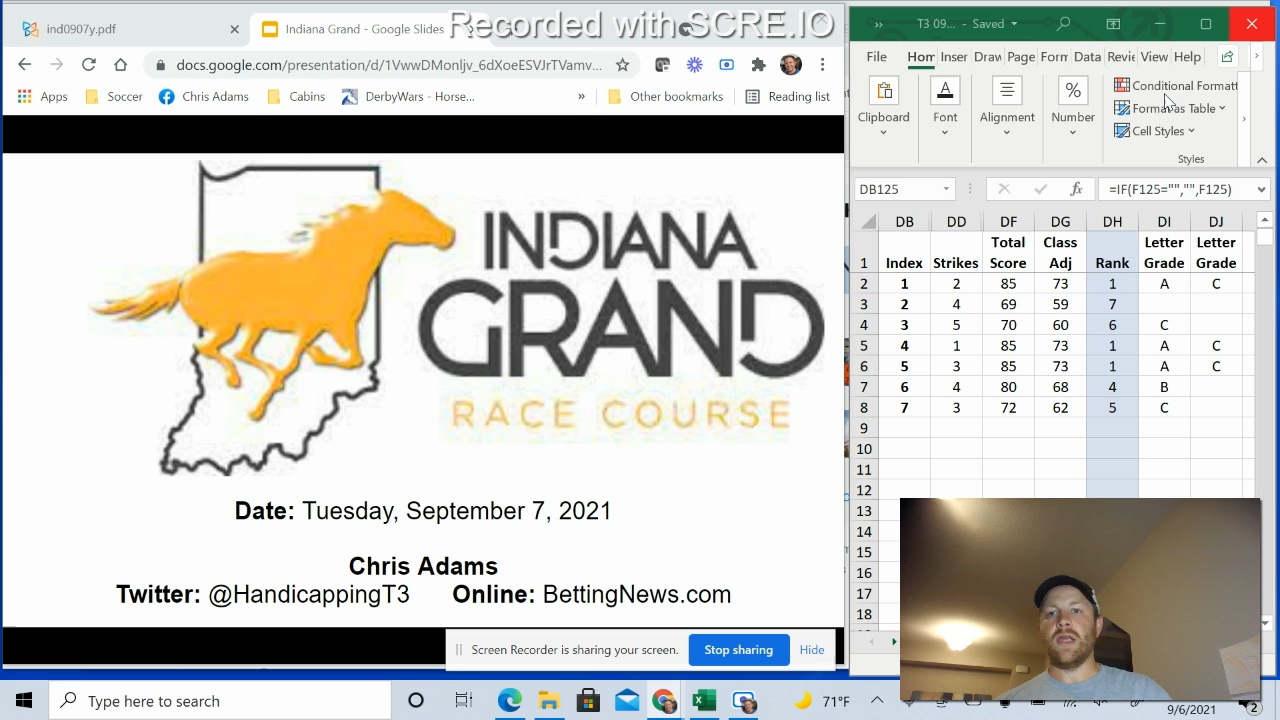 ind0907y.pdf
Indiana Grand - Google Slides
Recorded with SCRE.IO
docs.google.com/presentation/d/1VwwDMonIjv_6dXoeESVJrTVamv...
Apps
Soccer
Chris Adams
Cabins
DerbyWars - Horse...
»
Other bookmarks
Reading list
INDIANA
GRAND
RACE COURSE
Date: Tuesday, September 7, 2021
Chris Adams
Twitter: @HandicappingT3 Online: BettingNews.com
Screen Recorder is sharing your screen.
Stop sharing
Hide
T3 09... - Saved
File
Hom
Inser
Draw
Page
Form
Data
Revie
View
Help
Clipboard
Font
Alignment
Number
Conditional Formatt
Format as Table
Cell Styles
Styles
DB125
fx
=IF(F125="","",F125)
DB DD DF DG DH DI DJ
Total Class Letter Letter
1 Index Strikes Score Adj Rank Grade Grade
2 1 2 85 73 1 A C
3 2 4 69 59 7
4 3 5 70 60 6 C
5 4 1 85 73 1 A C
6 5 3 85 73 1 A C
7 6 4 80 68 4 B
8 7 3 72 62 5 C
9
10
11
12
13
14
15
16
17
18
Type here to search
71°F
9/6/2021
2